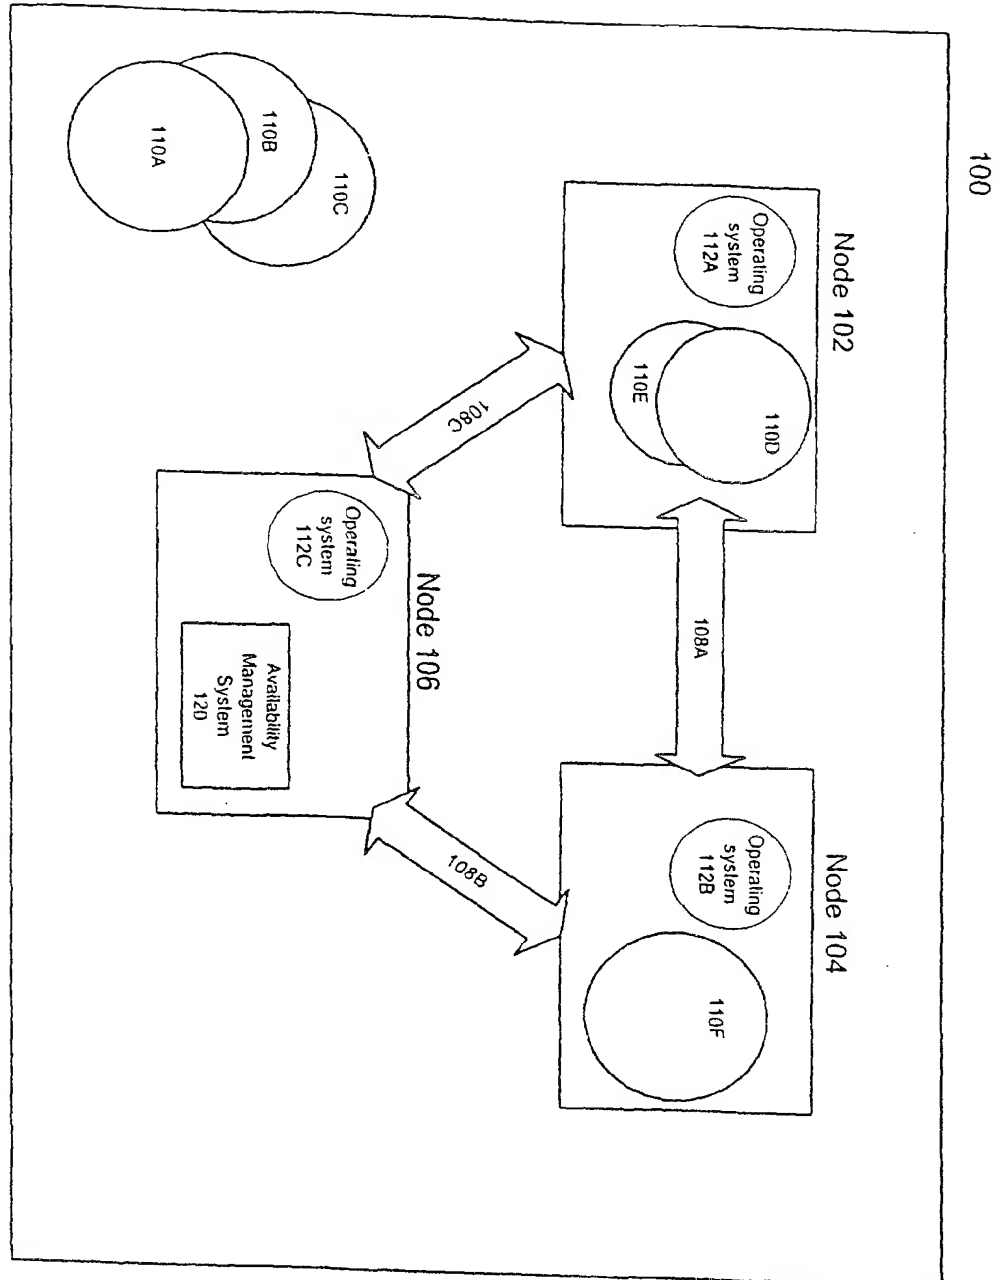 100
Node 102
Operating
system
112A
110D
110E
108A
Node 104
Operating
system
112B
110F
108C
108B
Node 106
Operating
system
112C
Availability
Management
System
120
110C
110B
110A